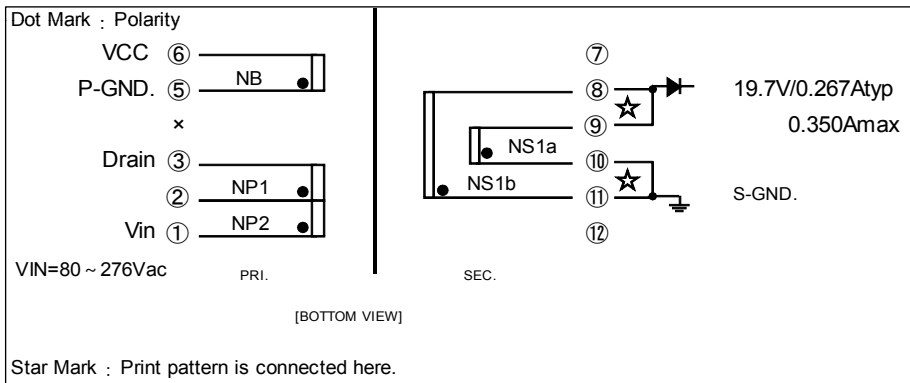 Dot Mark : Polarity
VCC ⑥
NB
P-GND. ⑤
×
Drain ③
NP1
②
NP2
Vin ①
VIN=80～276Vac
PRI.
⑦
⑧
☆
⑨
NS1a
⑩
NS1b
☆
⑪
⑫
SEC.
19.7V/0.267Atyp
0.350Amax
S-GND.
[BOTTOM VIEW]
Star Mark : Print pattern is connected here.